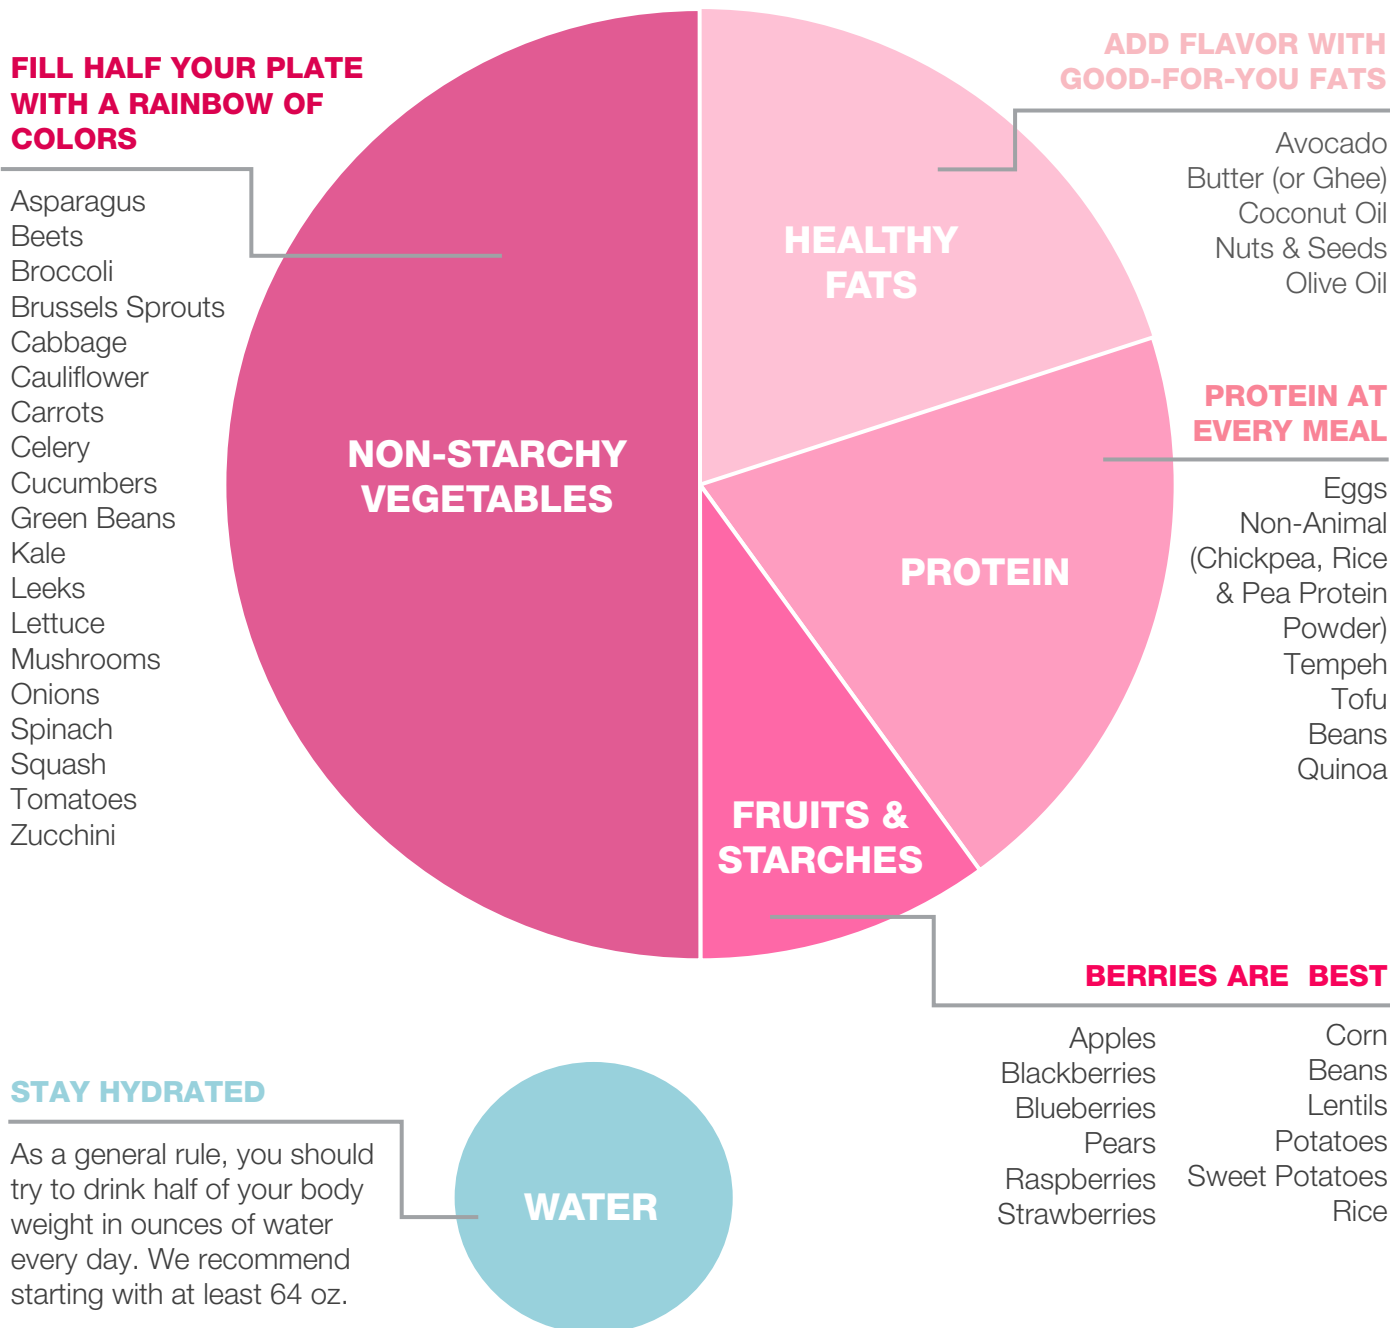 FILL HALF YOUR PLATE
WITH A RAINBOW OF
COLORS
Asparagus
Beets
Broccoli
Brussels Sprouts
Cabbage
Cauliflower
Carrots
Celery
Cucumbers
Green Beans
Kale
Leeks
Lettuce
Mushrooms
Onions
Spinach
Squash
Tomatoes
Zucchini
NON-STARCHY
VEGETABLES
HEALTHY
FATS
PROTEIN
FRUITS &
STARCHES
ADD FLAVOR WITH
GOOD-FOR-YOU FATS
Avocado
Butter (or Ghee)
Coconut Oil
Nuts & Seeds
Olive Oil
PROTEIN AT
EVERY MEAL
Eggs
Non-Animal
(Chickpea, Rice
& Pea Protein
Powder)
Tempeh
Tofu
Beans
Quinoa
BERRIES ARE  BEST
Apples
Blackberries
Blueberries
Pears
Raspberries
Strawberries
Corn
Beans
Lentils
Potatoes
Sweet Potatoes
Rice
STAY HYDRATED
As a general rule, you should
try to drink half of your body
weight in ounces of water
every day. We recommend
starting with at least 64 oz.
WATER